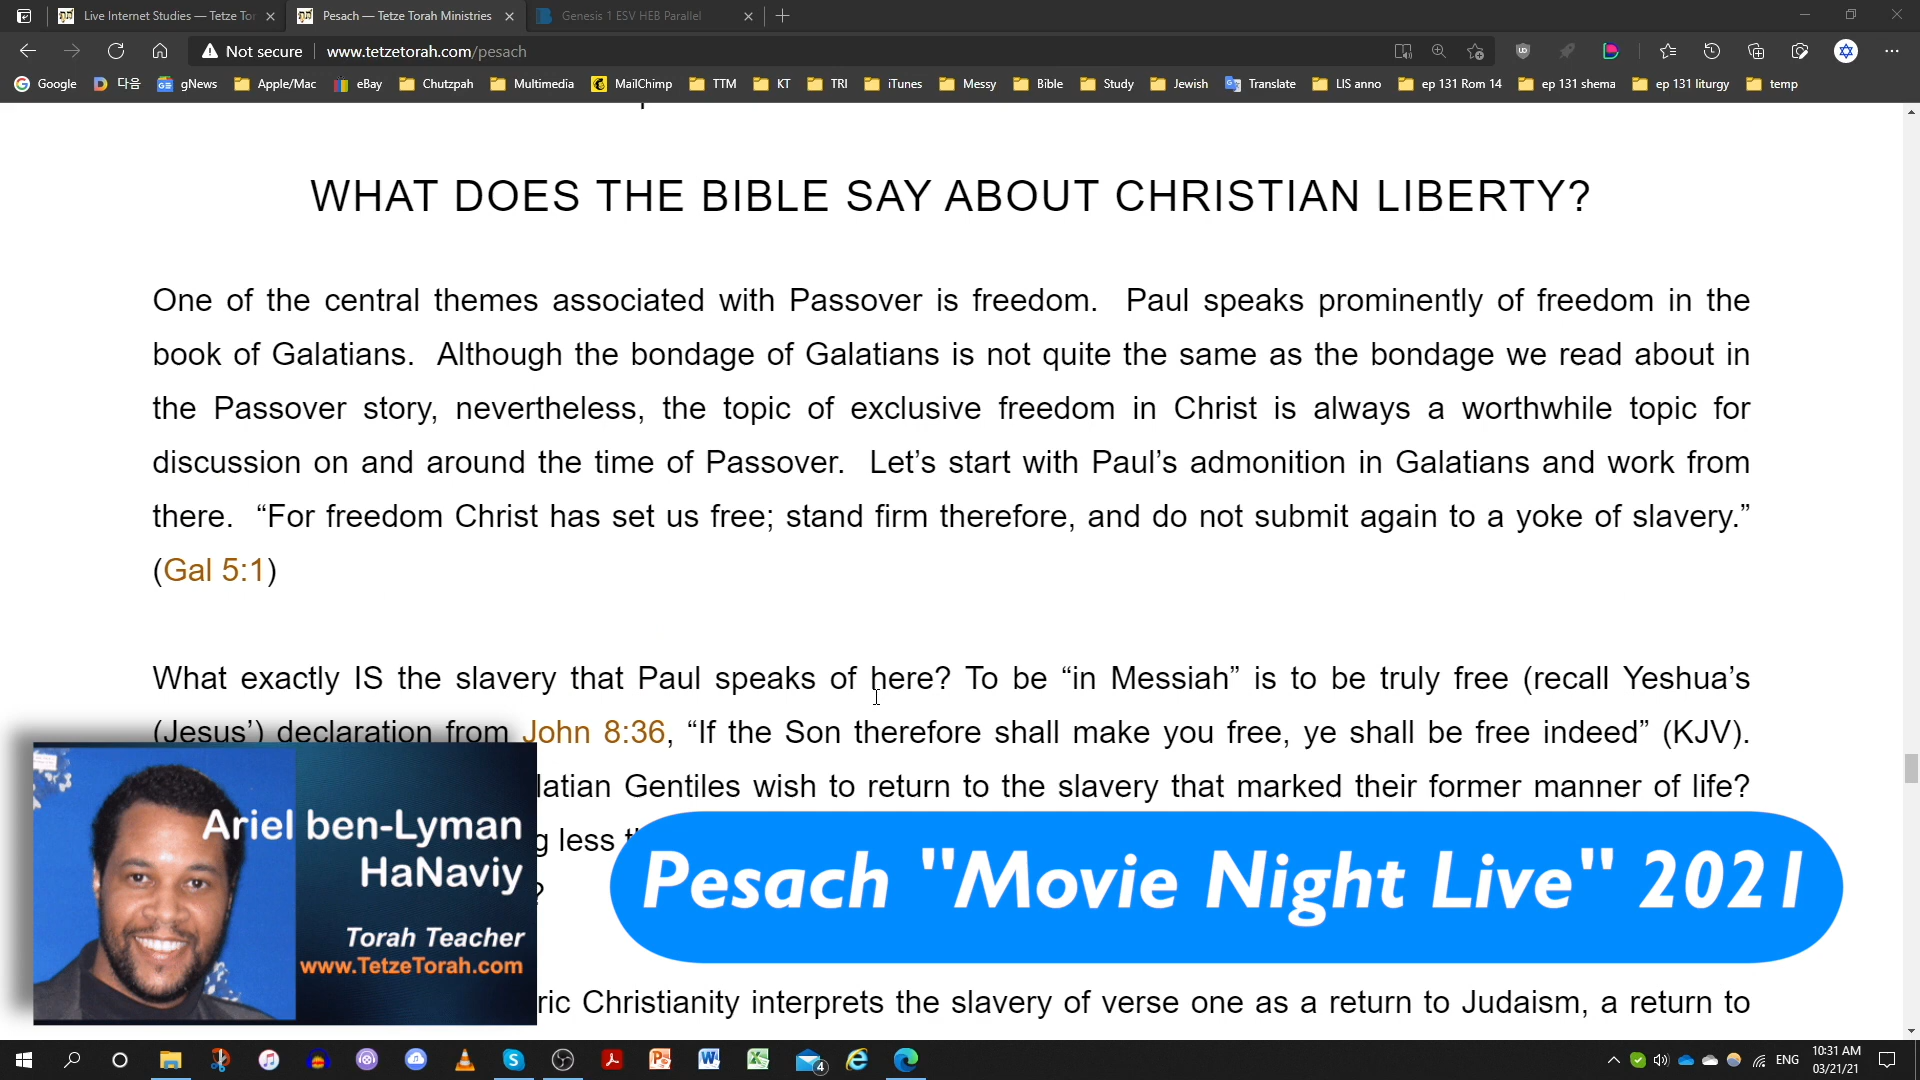 Live Internet Studies — Tetze To
Pesach — Tetze Torah Ministries
Genesis 1 ESV HEB Parallel
Not secure
www.tetzetorah.com/pesach
Google
다음
gNews
Apple/Mac
eBay
Chutzpah
Multimedia
MailChimp
TTM
KT
TRI
iTunes
Messy
Bible
Study
Jewish
Translate
LIS anno
ep 131 Rom 14
ep 131 shema
ep 131 liturgy
temp
WHAT DOES THE BIBLE SAY ABOUT CHRISTIAN LIBERTY?
One of the central themes associated with Passover is freedom. Paul speaks prominently of freedom in the
book of Galatians. Although the bondage of Galatians is not quite the same as the bondage we read about in
the Passover story, nevertheless, the topic of exclusive freedom in Christ is always a worthwhile topic for
discussion on and around the time of Passover. Let’s start with Paul’s admonition in Galatians and work from
there. “For freedom Christ has set us free; stand firm therefore, and do not submit again to a yoke of slavery.”
(Gal 5:1)
What exactly IS the slavery that Paul speaks of here? To be “in Messiah” is to be truly free (recall Yeshua’s
(Jesus’) declaration from John 8:36, “If the Son therefore shall make you free, ye shall be free indeed” (KJV).
latian Gentiles wish to return to the slavery that marked their former manner of life?
g less
?
ric Christianity interprets the slavery of verse one as a return to Judaism, a return to
Ariel ben-Lyman
HaNaviy
Torah Teacher
www.TetzeTorah.com
Pesach "Movie Night Live" 2021
4
ENG
10:31 AM
03/21/21